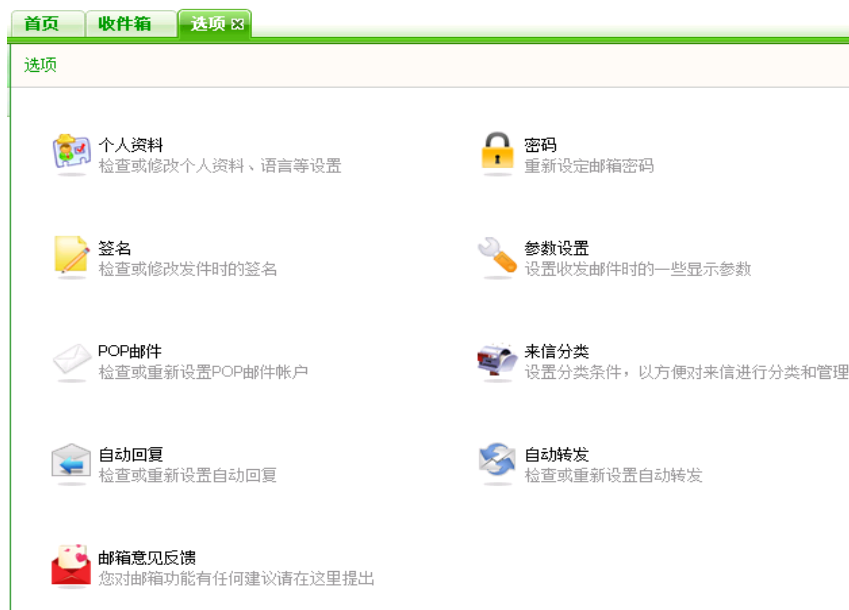 首页 收件箱 选项
选项
个人资料
检查或修改个人资料、语言等设置
密码
重新设定邮箱密码
签名
检查或修改发件时的签名
参数设置
设置收发邮件时的一些显示参数
POP邮件
检查或重新设置POP邮件帐户
来信分类
设置分类条件，以方便对来信进行分类和管理
自动回复
检查或重新设置自动回复
自动转发
检查或重新设置自动转发
邮箱意见反馈
您对邮箱功能有任何建议请在这里提出